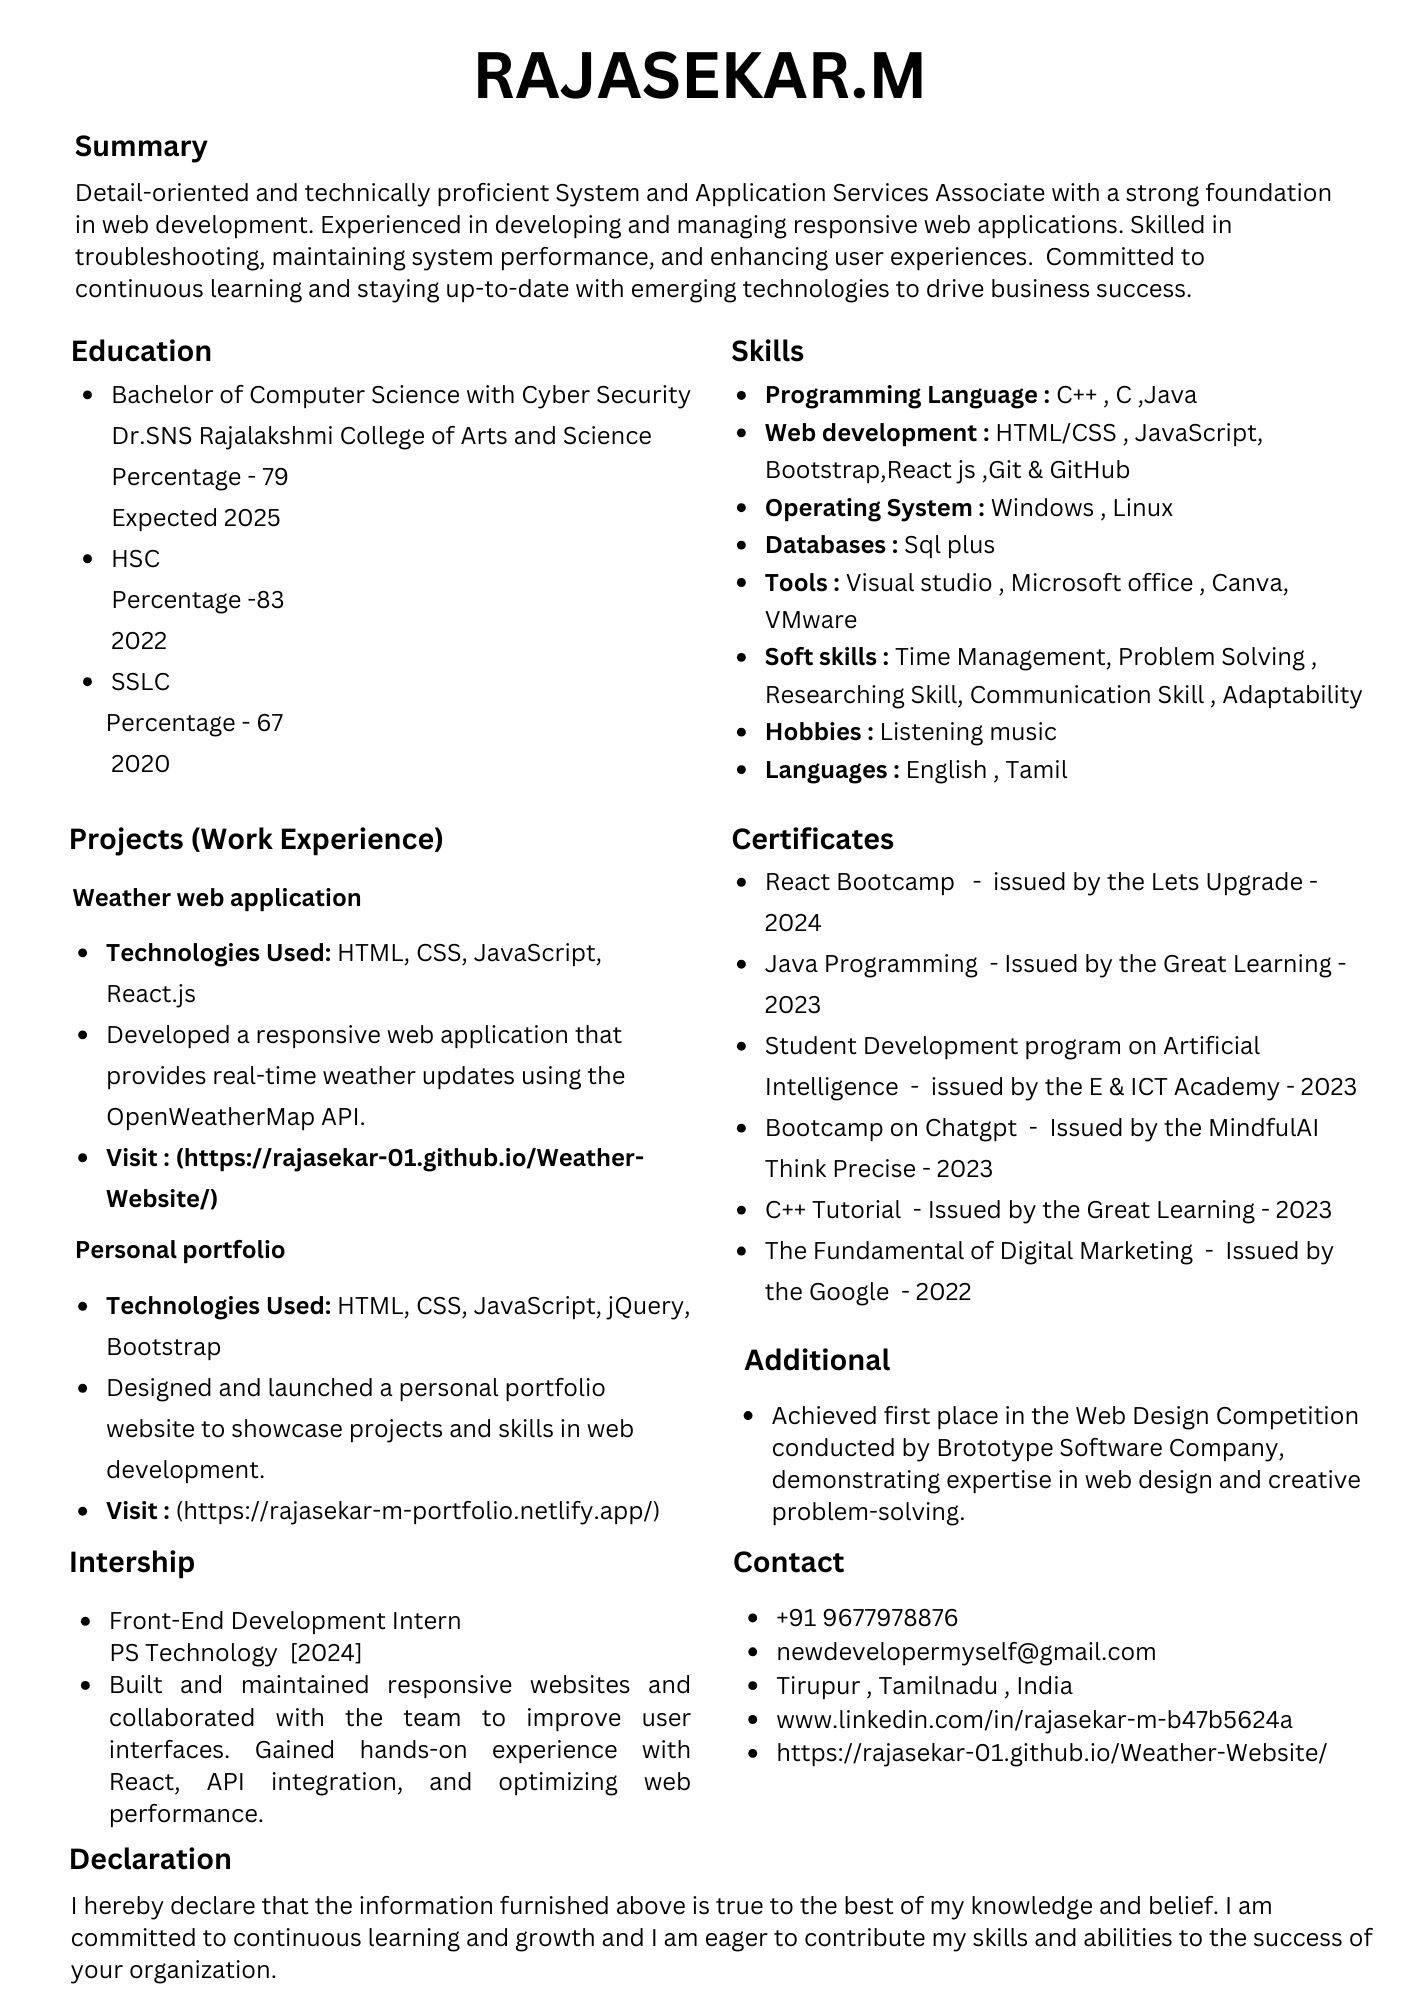 RAJASEKAR.M
Summary
Detail-oriented and technically proficient System and Application Services Associate with a strong foundation
in web development. Experienced in developing and managing responsive web applications. Skilled in
troubleshooting, maintaining system performance, and enhancing user experiences.  Committed to
continuous learning and staying up-to-date with emerging technologies to drive business success.
Education
• Bachelor of Computer Science with Cyber Security
Dr.SNS Rajalakshmi College of Arts and Science
Percentage - 79
Expected 2025
• HSC
Percentage -83
2022
• SSLC
Percentage - 67
2020
Skills
• Programming Language : C++ , C ,Java
• Web development : HTML/CSS , JavaScript,
Bootstrap,React js ,Git & GitHub
• Operating System : Windows , Linux
• Databases : Sql plus
• Tools : Visual studio , Microsoft office , Canva,
VMware
• Soft skills : Time Management, Problem Solving ,
Researching Skill, Communication Skill , Adaptability
• Hobbies : Listening music
• Languages : English , Tamil
Projects (Work Experience)
Weather web application
• Technologies Used: HTML, CSS, JavaScript,
React.js
• Developed a responsive web application that
provides real-time weather updates using the
OpenWeatherMap API.
• Visit : (https://rajasekar-01.github.io/Weather-
Website/)
Personal portfolio
• Technologies Used: HTML, CSS, JavaScript, jQuery,
Bootstrap
• Designed and launched a personal portfolio
website to showcase projects and skills in web
development.
• Visit : (https://rajasekar-m-portfolio.netlify.app/)
Certificates
• React Bootcamp   -  issued by the Lets Upgrade -
2024
• Java Programming  - Issued by the Great Learning -
2023
• Student Development program on Artificial
Intelligence  -  issued by the E & ICT Academy - 2023
• Bootcamp on Chatgpt  -  Issued by the MindfulAI
Think Precise - 2023
• C++ Tutorial  - Issued by the Great Learning - 2023
• The Fundamental of Digital Marketing  -  Issued by
the Google  - 2022
Additional
• Achieved first place in the Web Design Competition
conducted by Brototype Software Company,
demonstrating expertise in web design and creative
problem-solving.
Intership
• Front-End Development Intern
PS Technology  [2024]
• Built and maintained responsive websites and
collaborated with the team to improve user
interfaces. Gained hands-on experience with
React, API integration, and optimizing web
performance.
Contact
• +91 9677978876
• newdevelopermyself@gmail.com
• Tirupur , Tamilnadu , India
• www.linkedin.com/in/rajasekar-m-b47b5624a
• https://rajasekar-01.github.io/Weather-Website/
Declaration
I hereby declare that the information furnished above is true to the best of my knowledge and belief. I am
committed to continuous learning and growth and I am eager to contribute my skills and abilities to the success of
your organization.